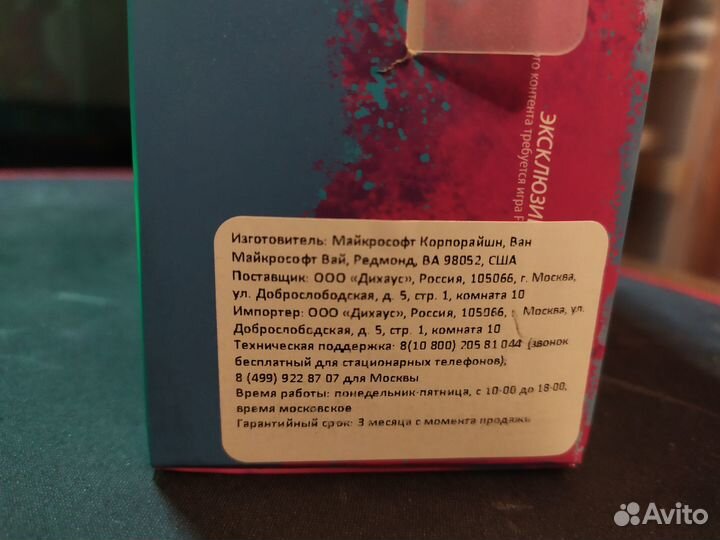 ЭКСКЛЮЗИ
ого контента требуется игра F
Изготовитель: Майкрософт Корпорайшн, Ван
Майкрософт Вай, Редмонд, ВА 98052, США
Поставщик: ООО «Дихаус», Россия, 105066, г. Москва,
ул. Доброслободская, д. 5, стр. 1, комната 10
Импортер: ООО «Дихаус», Россия, 105066, г. Москва, ул.
Доброслободская, д. 5, стр. 1, комната 10
Техническая поддержка: 8(10 800) 205 81 044 (звонок
бесплатный для стационарных телефонов),
8 (499) 922 87 07 для Москвы
Время работы: понедельник-пятница, с 10-00 до 18-00,
время московское
Гарантийный срок: 3 месяца с момента продажи
Avito